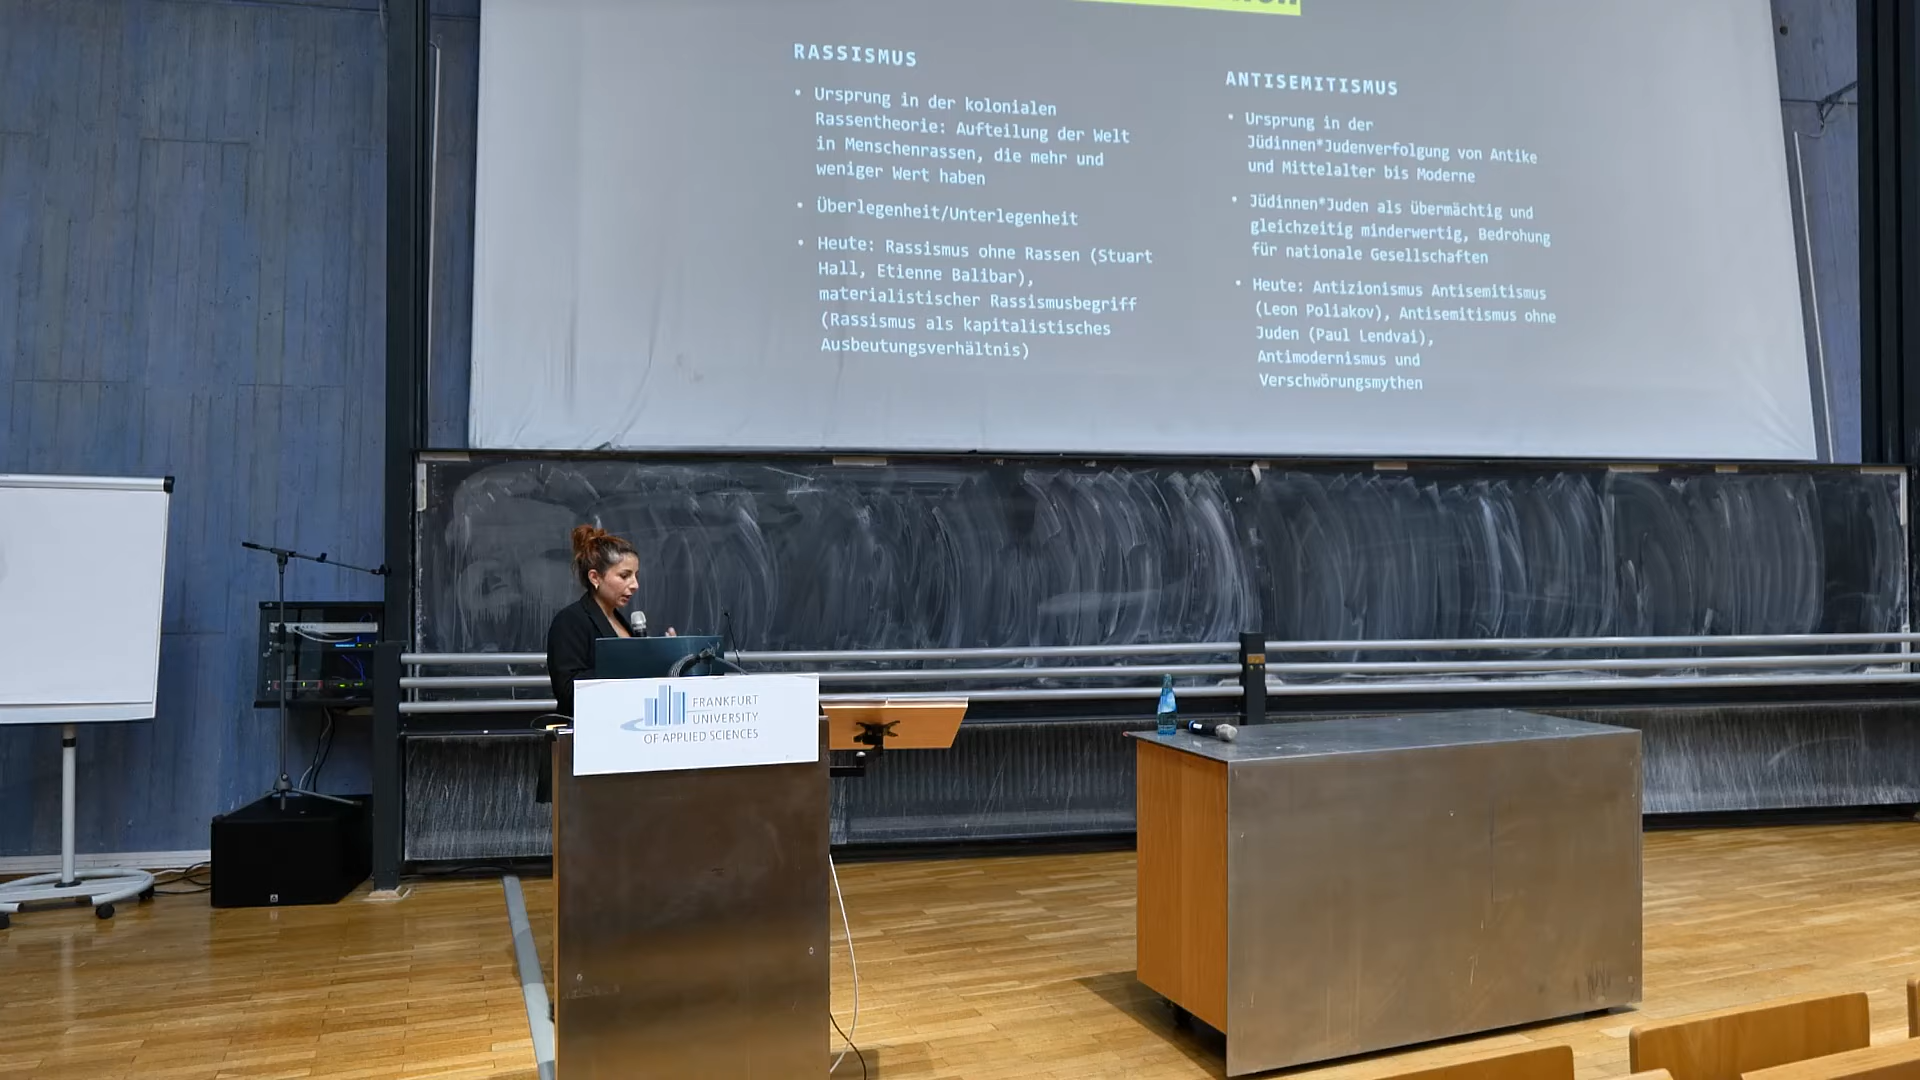 RASSISMUS
• Ursprung in der kolonialen
Rassentheorie: Aufteilung der Welt
in Menschenrassen, die mehr und
weniger Wert haben
• Überlegenheit/Unterlegenheit
• Heute: Rassismus ohne Rassen (Stuart
Hall, Etienne Balibar),
materialistischer Rassismusbegriff
(Rassismus als kapitalistisches
Ausbeutungsverhältnis)
ANTISEMITISMUS
• Ursprung in der
Jüdinnen*Judenverfolgung von Antike
und Mittelalter bis Moderne
• Jüdinnen*Juden als übermächtig und
gleichzeitig minderwertig, Bedrohung
für nationale Gesellschaften
• Heute: Antizionismus Antisemitismus
(Leon Poliakov), Antisemitismus ohne
Juden (Paul Lendvai),
Antimodernismus und
Verschwörungsmythen
FRANKFURT
UNIVERSITY
OF APPLIED SCIENCES